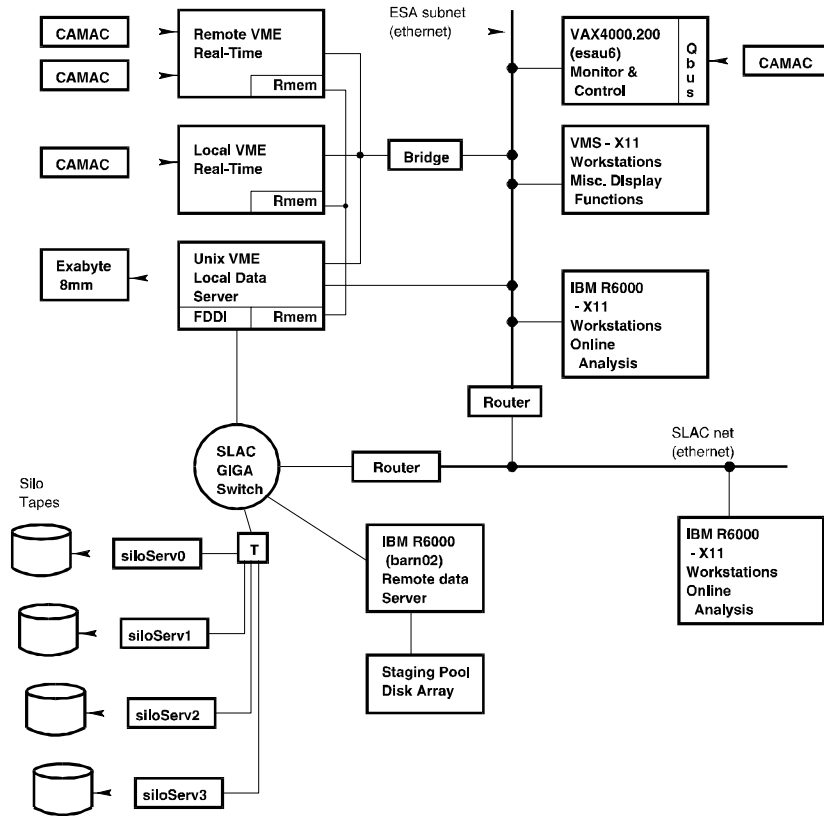 CAMAC
CAMAC
Remote VME
Real-Time
Rmem
ESA subnet
(ethernet)
VAX4000.200
(esau6)
Monitor &
Control
Qbus
CAMAC
CAMAC
Local VME
Real-Time
Rmem
Bridge
VMS - X11
Workstations
Misc. Display
Functions
Exabyte
8mm
Unix VME
Local Data
Server
FDDI
Rmem
IBM R6000
- X11
Workstations
Online
Analysis
Router
SLAC
GIGA
Switch
Router
SLAC net
(ethernet)
Silo
Tapes
siloServ0
T
IBM R6000
(barn02)
Remote data
Server
IBM R6000
- X11
Workstations
Online
Analysis
siloServ1
Staging Pool
Disk Array
siloServ2
siloServ3